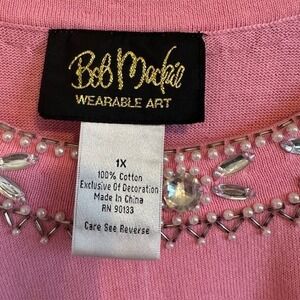 Bob Mackie
WEARABLE ART
1X
100% Cotton
Exclusive Of Decoration
Made In China
RN 90133
Care See Reverse